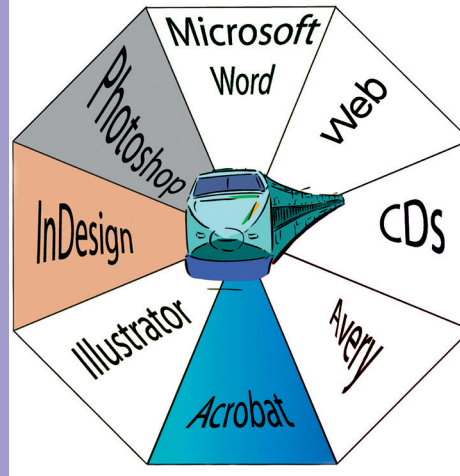 Microsoft
Word
Web
CDs
Avery
Acrobat
Illustrator
InDesign
Photoshop